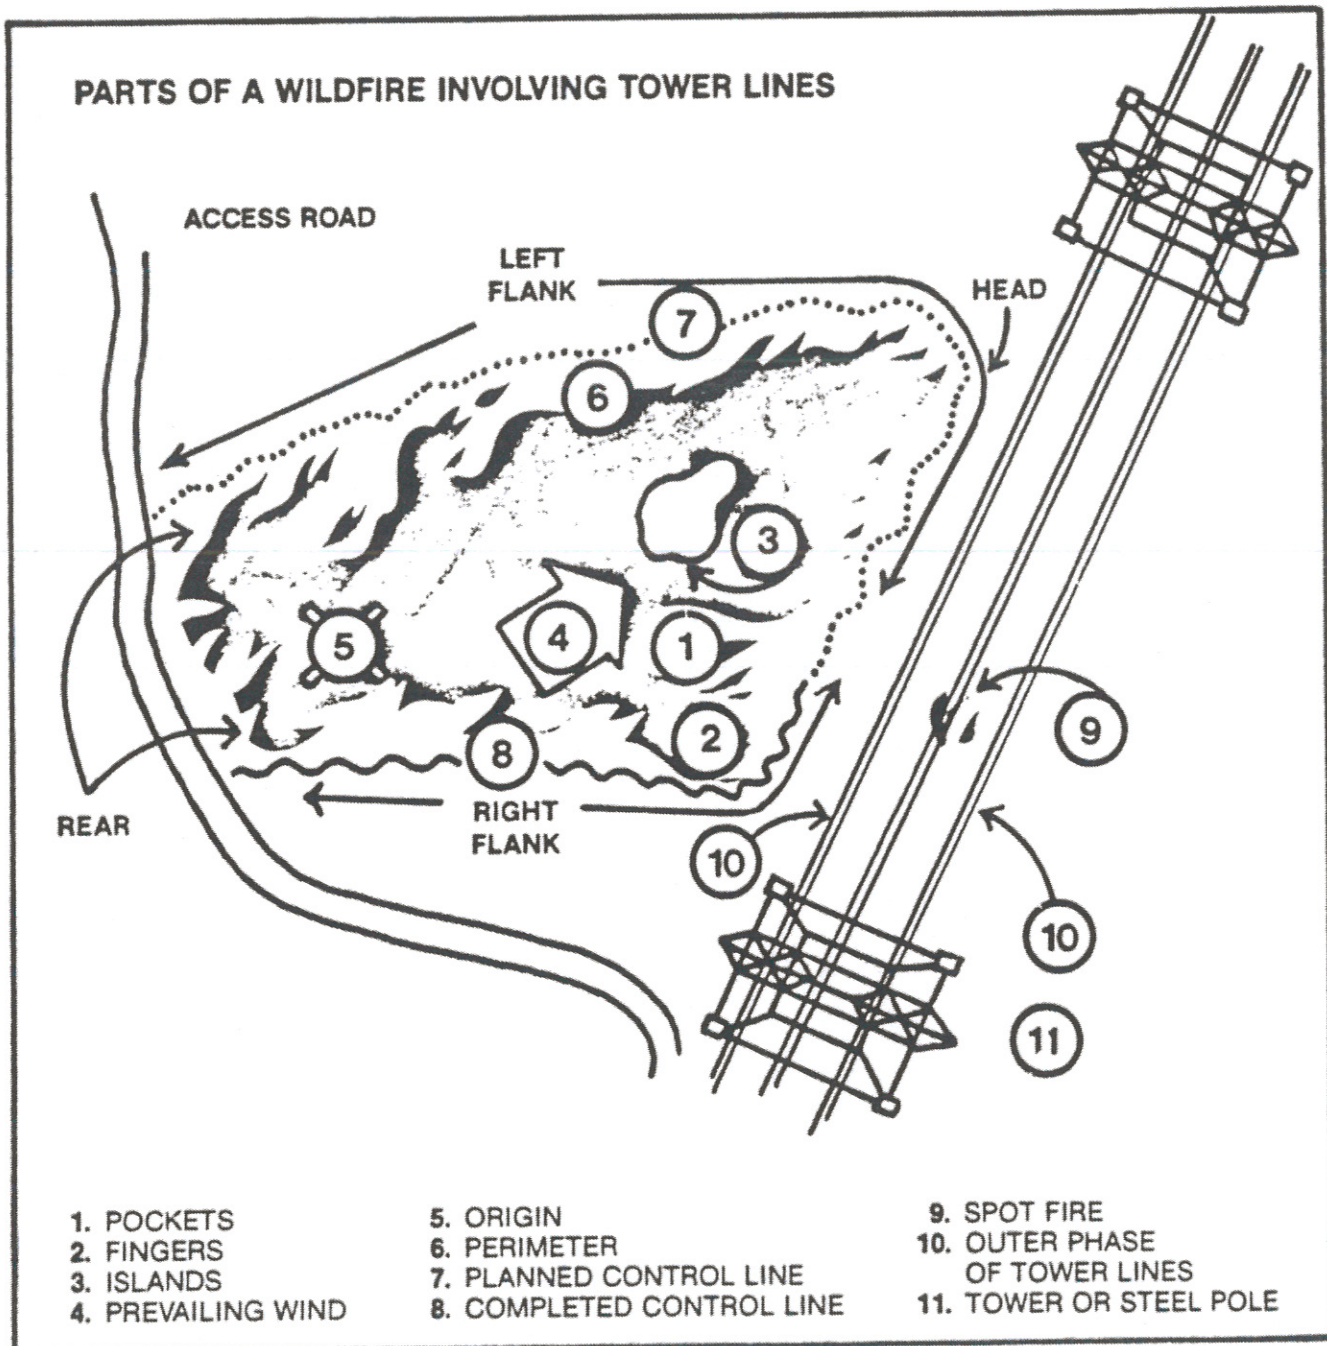 PARTS OF A WILDFIRE INVOLVING TOWER LINES
ACCESS ROAD
LEFT
FLANK
HEAD
7
6
3
5
4
1
2
8
9
REAR
RIGHT
FLANK
10
10
11
1. POCKETS
2. FINGERS
3. ISLANDS
4. PREVAILING WIND
5. ORIGIN
6. PERIMETER
7. PLANNED CONTROL LINE
8. COMPLETED CONTROL LINE
9. SPOT FIRE
10. OUTER PHASE
OF TOWER LINES
11. TOWER OR STEEL POLE